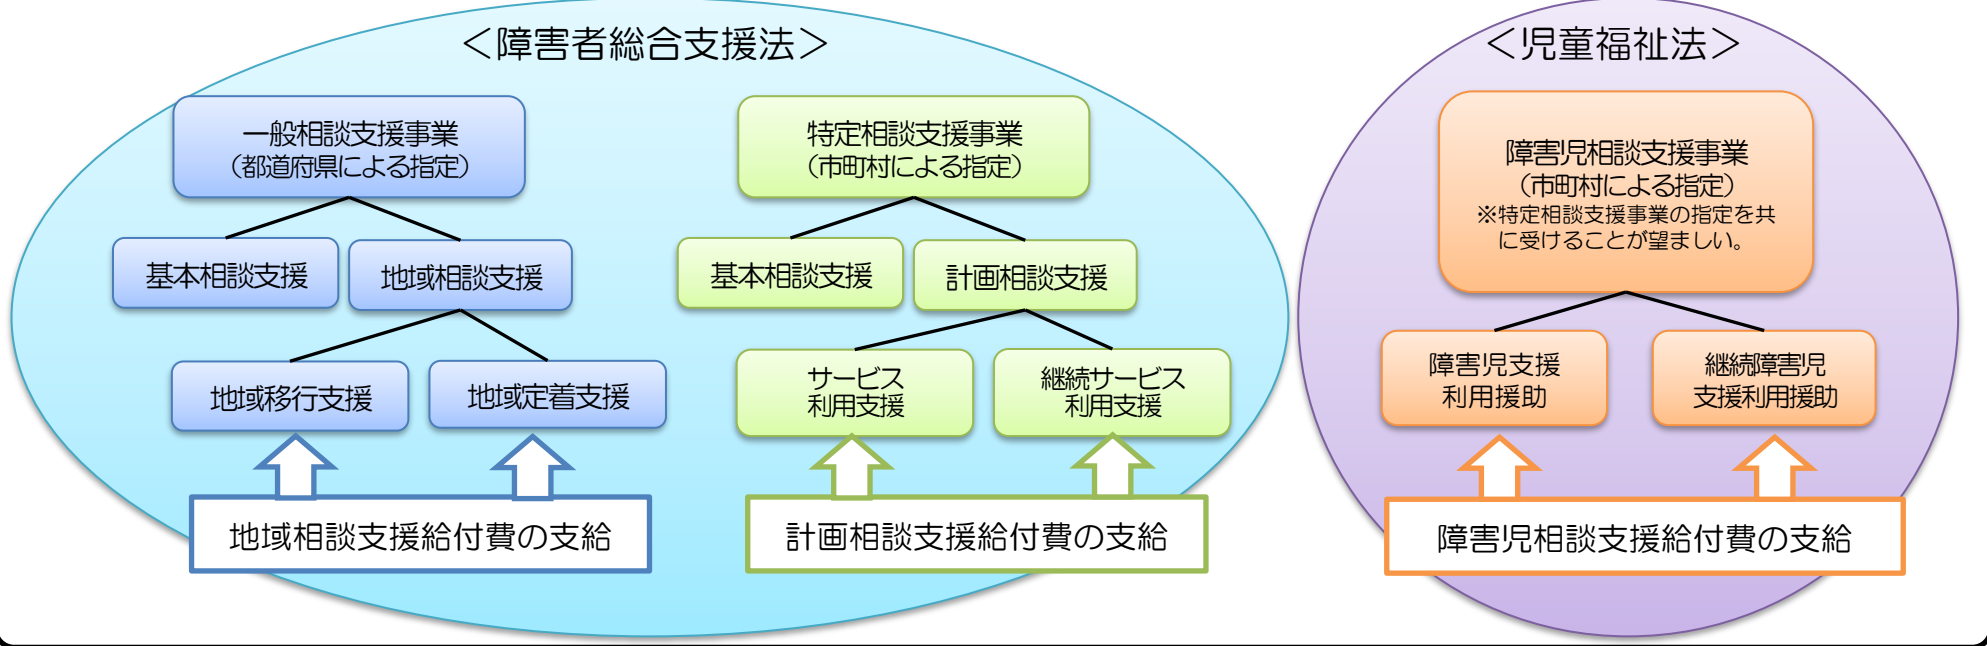 ＜障害者総合支援法＞
一般相談支援事業
（都道府県による指定）
基本相談支援
地域相談支援
地域移行支援
地域定着支援
地域相談支援給付費の支給
特定相談支援事業
（市町村による指定）
基本相談支援
計画相談支援
サービス
利用支援
継続サービス
利用支援
計画相談支援給付費の支給
＜児童福祉法＞
障害児相談支援事業
（市町村による指定）
※特定相談支援事業の指定を共
に受けることが望ましい。
障害児支援
利用援助
継続障害児
支援利用援助
障害児相談支援給付費の支給